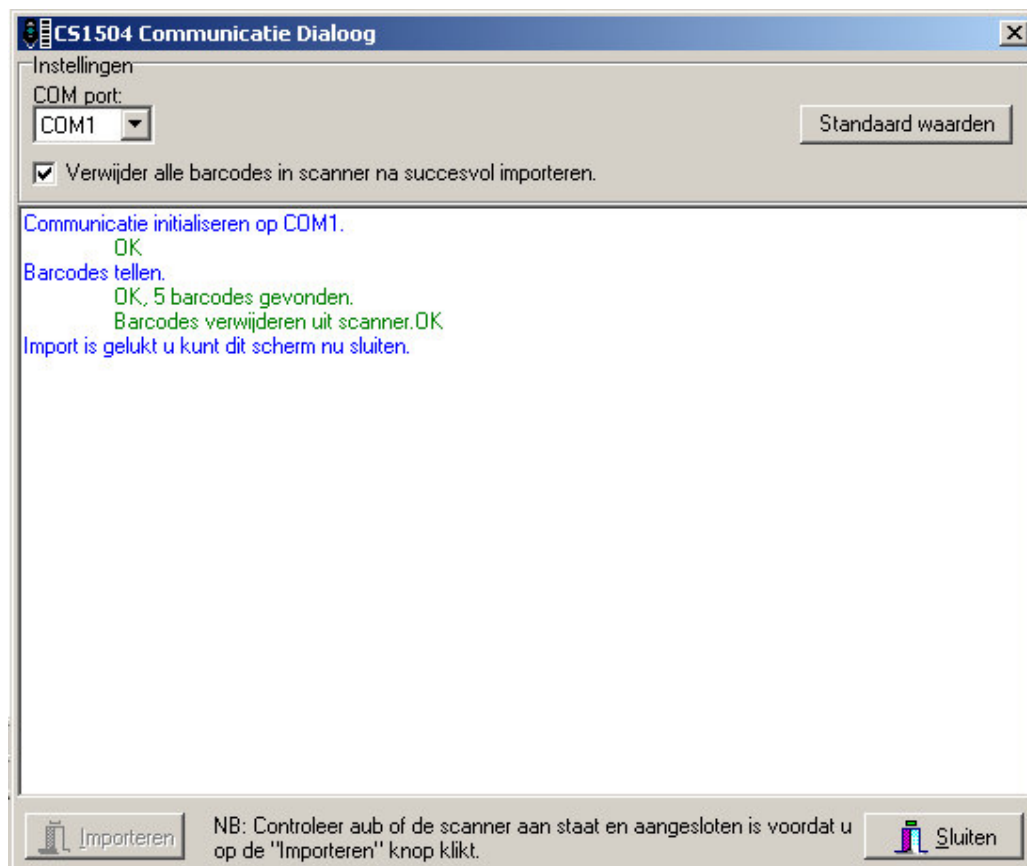 CS1504 Communicatie Dialoog
Instellingen
COM port:
COM1
Standaard waarden
Verwijder alle barcodes in scanner na succesvol importeren.
Communicatie initialiseren op COM1.
OK
Barcodes tellen.
OK, 5 barcodes gevonden.
Barcodes verwijderen uit scanner.OK
Import is gelukt u kunt dit scherm nu sluiten.
Importeren
NB: Controleer aub of de scanner aan staat en aangesloten is voordat u
op de "Importeren" knop klikt.
Sluiten